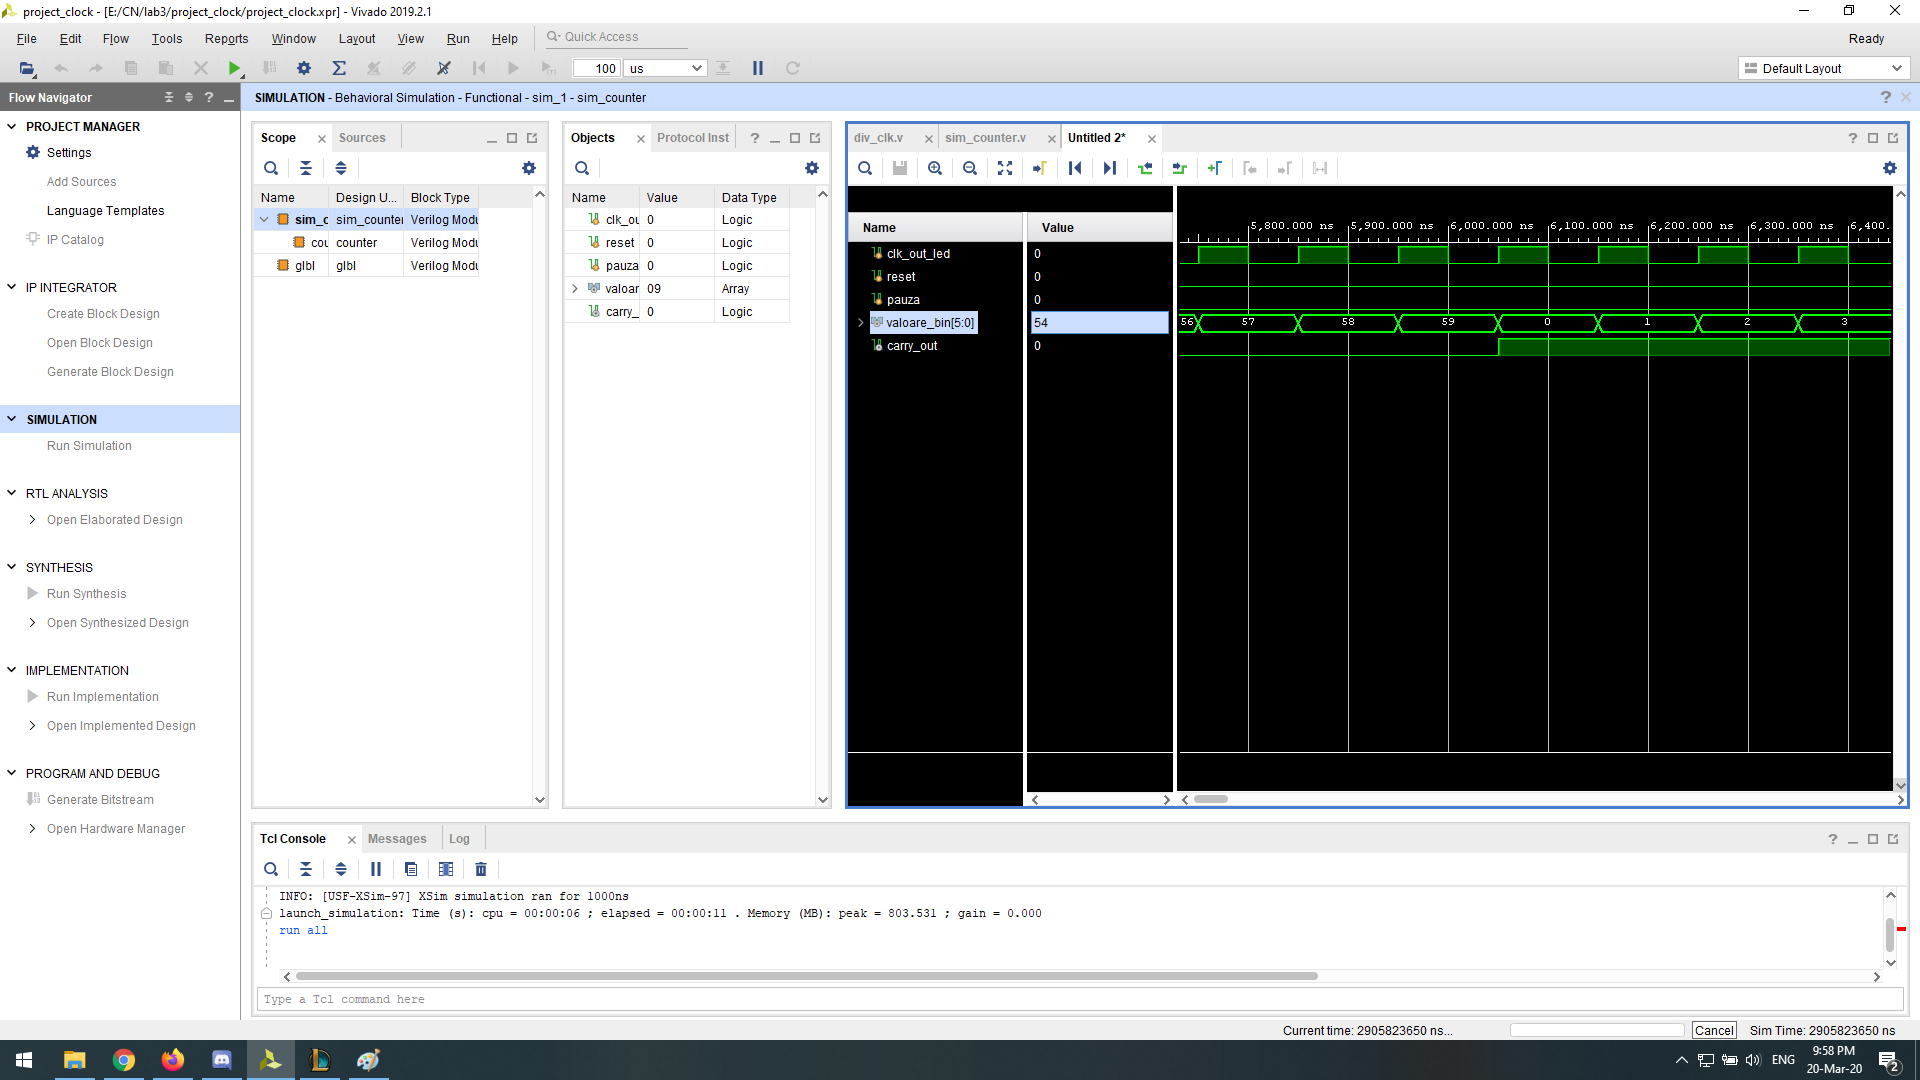 project_clock - [E:/CN/lab3/project_clock/project_clock.xpr] - Vivado 2019.2.1
File Edit Flow Tools Reports Window Layout View Run Help Quick Access Ready
100 us Default Layout
Flow Navigator
PROJECT MANAGER
Settings
Add Sources
Language Templates
IP Catalog
IP INTEGRATOR
Create Block Design
Open Block Design
Generate Block Design
SIMULATION
Run Simulation
RTL ANALYSIS
Open Elaborated Design
SYNTHESIS
Run Synthesis
Open Synthesized Design
IMPLEMENTATION
Run Implementation
Open Implemented Design
PROGRAM AND DEBUG
Generate Bitstream
Open Hardware Manager
SIMULATION - Behavioral Simulation - Functional - sim_1 - sim_counter
Scope Sources
Name Design U... Block Type
sim_c sim_counter Verilog Modu
cou counter Verilog Modu
glbl glbl Verilog Modu
Objects Protocol Inst
Name Value Data Type
clk_ou 0 Logic
reset 0 Logic
pauza 0 Logic
valoar 09 Array
carry_ 0 Logic
div_clk.v sim_counter.v Untitled 2*
Name Value
5,800.000 ns 5,900.000 ns 6,000.000 ns 6,100.000 ns 6,200.000 ns 6,300.000 ns 6,400.
clk_out_led 0
reset 0
pauza 0
valoare_bin[5:0] 54 56 57 58 59 0 1 2 3
carry_out 0
Tcl Console Messages Log
INFO: [USF-XSim-97] XSim simulation ran for 1000ns
launch_simulation: Time (s): cpu = 00:00:06 ; elapsed = 00:00:11 . Memory (MB): peak = 803.531 ; gain = 0.000
run all
Type a Tcl command here
Current time: 2905823650 ns... Cancel Sim Time: 2905823650 ns
ENG 9:58 PM
20-Mar-20 2